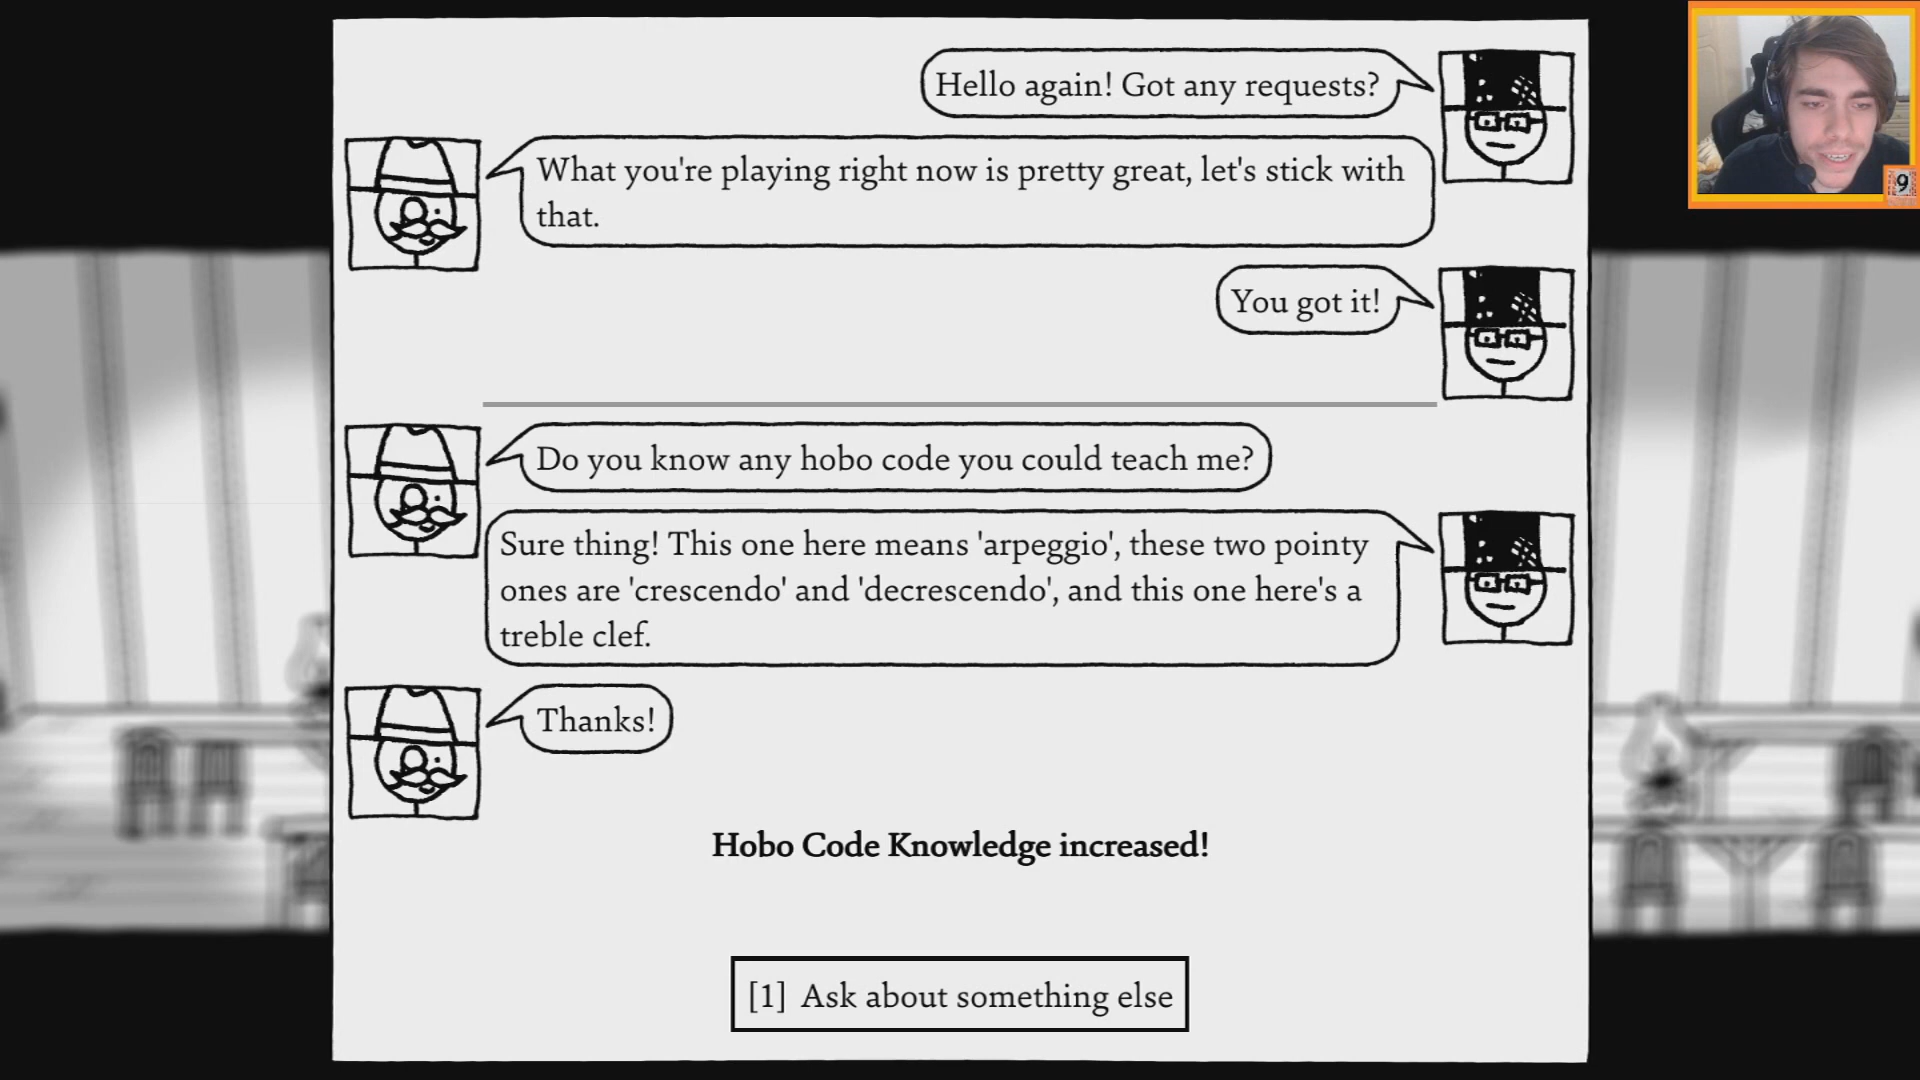 Hello again! Got any requests?
What you're playing right now is pretty great, let's stick with
that.
You got it!
Do you know any hobo code you could teach me?
Sure thing! This one here means 'arpeggio', these two pointy
ones are 'crescendo' and 'decrescendo', and this one here's a
treble clef.
Thanks!
Hobo Code Knowledge increased!
[1] Ask about something else
9